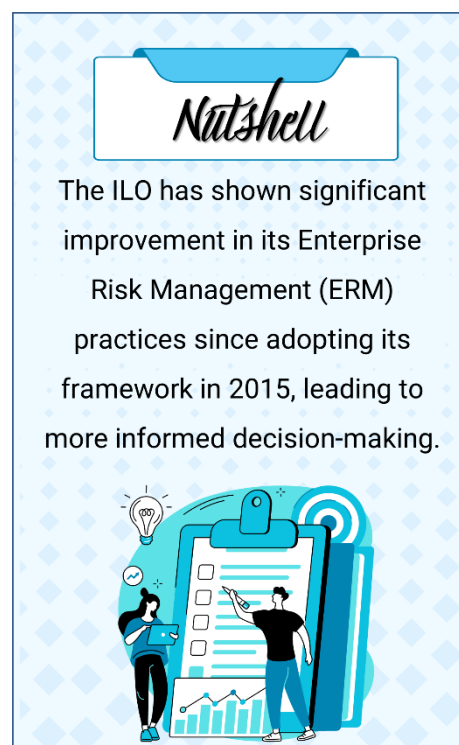 Nutshell
The ILO has shown significant
improvement in its Enterprise
Risk Management (ERM)
practices since adopting its
framework in 2015, leading to
more informed decision-making.